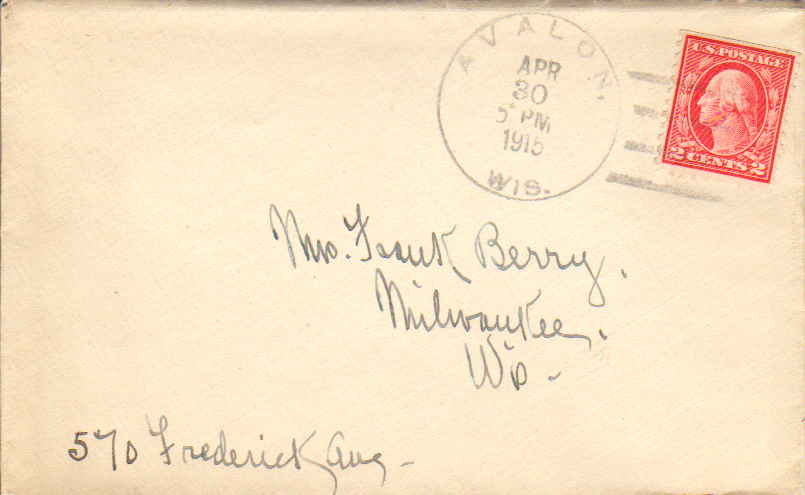 AVALON,
APR
30
5 PM
1915
WIS.
U.S. POSTAGE
2 CENTS 2
Mrs. Frank Berry,
Milwaukee,
Wis.
570 Frederick Ave.